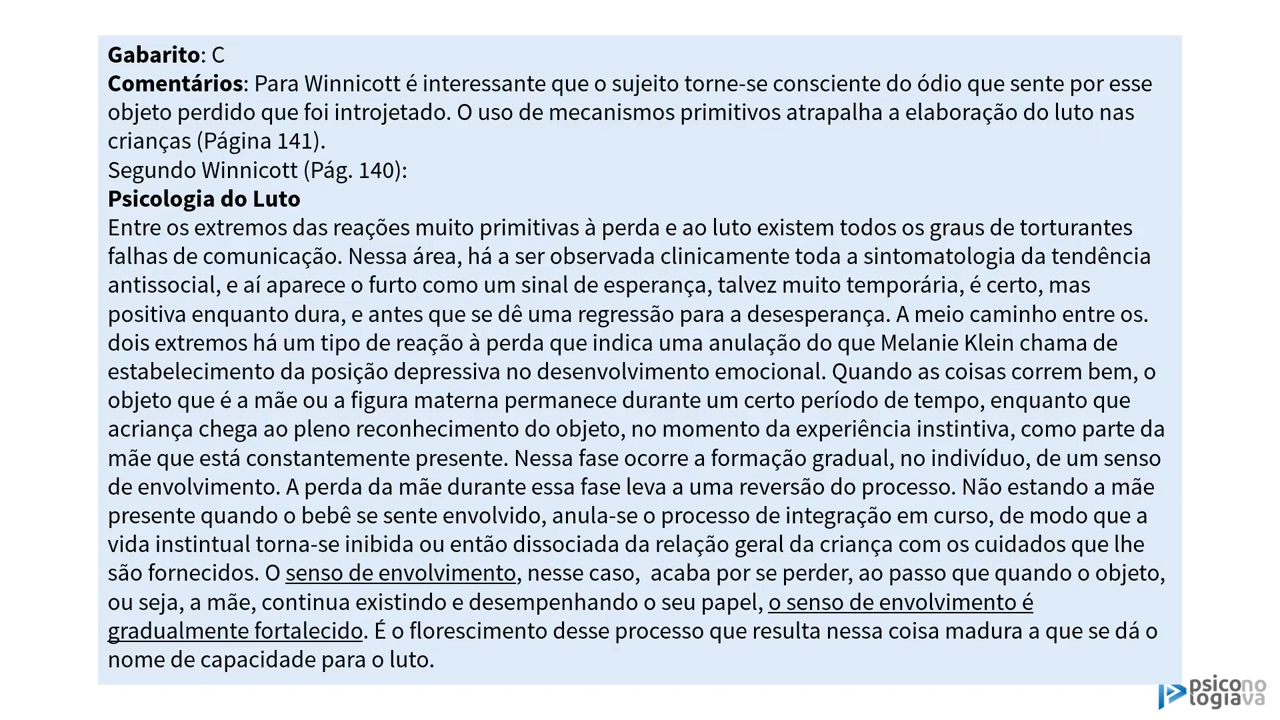 Gabarito: C
Comentários: Para Winnicott é interessante que o sujeito torne-se consciente do ódio que sente por esse
objeto perdido que foi introjetado. O uso de mecanismos primitivos atrapalha a elaboração do luto nas
crianças (Página 141).
Segundo Winnicott (Pág. 140):
Psicologia do Luto
Entre os extremos das reações muito primitivas à perda e ao luto existem todos os graus de torturantes
falhas de comunicação. Nessa área, há a ser observada clinicamente toda a sintomatologia da tendência
antissocial, e aí aparece o furto como um sinal de esperança, talvez muito temporária, é certo, mas
positiva enquanto dura, e antes que se dê uma regressão para a desesperança. A meio caminho entre os.
dois extremos há um tipo de reação à perda que indica uma anulação do que Melanie Klein chama de
estabelecimento da posição depressiva no desenvolvimento emocional. Quando as coisas correm bem, o
objeto que é a mãe ou a figura materna permanece durante um certo período de tempo, enquanto que
acriança chega ao pleno reconhecimento do objeto, no momento da experiência instintiva, como parte da
mãe que está constantemente presente. Nessa fase ocorre a formação gradual, no indivíduo, de um senso
de envolvimento. A perda da mãe durante essa fase leva a uma reversão do processo. Não estando a mãe
presente quando o bebê se sente envolvido, anula-se o processo de integração em curso, de modo que a
vida instintual torna-se inibida ou então dissociada da relação geral da criança com os cuidados que lhe
são fornecidos. O senso de envolvimento, nesse caso,  acaba por se perder, ao passo que quando o objeto,
ou seja, a mãe, continua existindo e desempenhando o seu papel, o senso de envolvimento é
gradualmente fortalecido. É o florescimento desse processo que resulta nessa coisa madura a que se dá o
nome de capacidade para o luto.
psicono
logiava